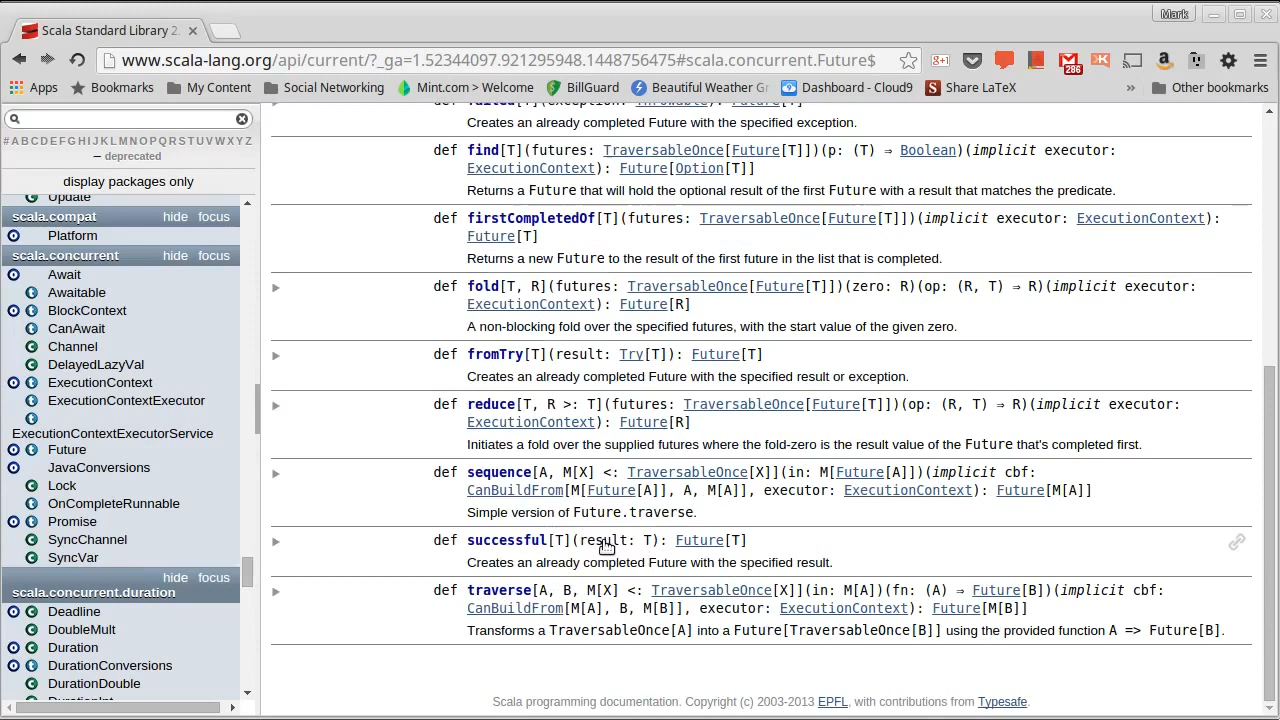 Mark
Scala Standard Library 2.
www.scala-lang.org/api/current/?_ga=1.52344097.921295948.1448756475#scala.concurrent.Future$
286
Apps Bookmarks My Content Social Networking Mint.com > Welcome BillGuard Beautiful Weather Gr Dashboard - Cloud9 Share LaTeX » Other bookmarks
#ABCDEFGHIJKLMNOPQRSTUVWXYZ
– deprecated
display packages only
Update
scala.compat hide focus
Platform
scala.concurrent hide focus
Await
Awaitable
BlockContext
CanAwait
Channel
DelayedLazyVal
ExecutionContext
ExecutionContextExecutor
ExecutionContextExecutorService
Future
JavaConversions
Lock
OnCompleteRunnable
Promise
SyncChannel
SyncVar
hide focus
scala.concurrent.duration
Deadline
DoubleMult
Duration
DurationConversions
DurationDouble
DurationInt
def failed[T](exception: Throwable): Future[T]
Creates an already completed Future with the specified exception.
def find[T](futures: TraversableOnce[Future[T]])(p: (T) ⇒ Boolean)(implicit executor:
ExecutionContext): Future[Option[T]]
Returns a Future that will hold the optional result of the first Future with a result that matches the predicate.
def firstCompletedOf[T](futures: TraversableOnce[Future[T]])(implicit executor: ExecutionContext):
Future[T]
Returns a new Future to the result of the first future in the list that is completed.
def fold[T, R](futures: TraversableOnce[Future[T]])(zero: R)(op: (R, T) ⇒ R)(implicit executor:
ExecutionContext): Future[R]
A non-blocking fold over the specified futures, with the start value of the given zero.
def fromTry[T](result: Try[T]): Future[T]
Creates an already completed Future with the specified result or exception.
def reduce[T, R >: T](futures: TraversableOnce[Future[T]])(op: (R, T) ⇒ R)(implicit executor:
ExecutionContext): Future[R]
Initiates a fold over the supplied futures where the fold-zero is the result value of the Future that's completed first.
def sequence[A, M[X] <: TraversableOnce[X]](in: M[Future[A]])(implicit cbf:
CanBuildFrom[M[Future[A]], A, M[A]], executor: ExecutionContext): Future[M[A]]
Simple version of Future.traverse.
def successful[T](result: T): Future[T]
Creates an already completed Future with the specified result.
def traverse[A, B, M[X] <: TraversableOnce[X]](in: M[A])(fn: (A) ⇒ Future[B])(implicit cbf:
CanBuildFrom[M[A], B, M[B]], executor: ExecutionContext): Future[M[B]]
Transforms a TraversableOnce[A] into a Future[TraversableOnce[B]] using the provided function A => Future[B].
Scala programming documentation. Copyright (c) 2003-2013 EPFL, with contributions from Typesafe.